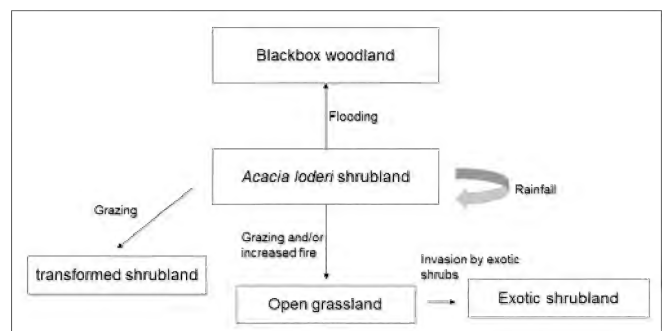 Blackbox woodland
Flooding
Acacia loderi shrubland
Rainfall
Grazing
Grazing and/or
increased fire
Invasion by exotic
shrubs
transformed shrubland
Open grassland
Exotic shrubland